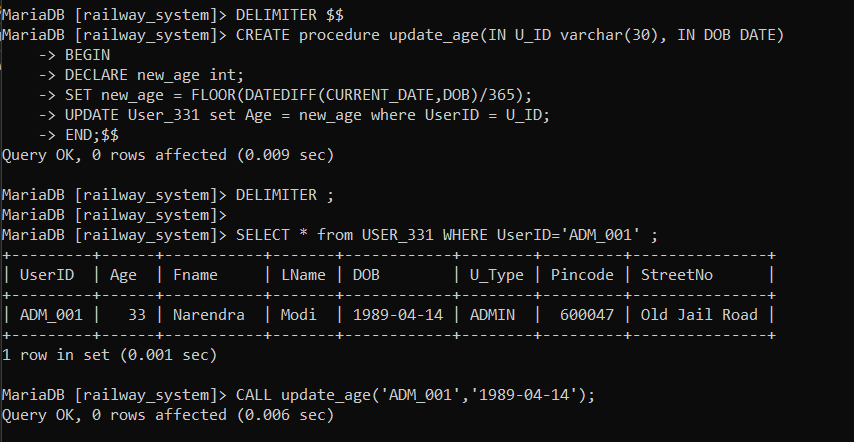 MariaDB [railway_system]> DELIMITER $$
MariaDB [railway_system]> CREATE procedure update_age(IN U_ID varchar(30), IN DOB DATE)
    -> BEGIN
    -> DECLARE new_age int;
    -> SET new_age = FLOOR(DATEDIFF(CURRENT_DATE,DOB)/365);
    -> UPDATE User_331 set Age = new_age where UserID = U_ID;
    -> END;$$
Query OK, 0 rows affected (0.009 sec)

MariaDB [railway_system]> DELIMITER ;
MariaDB [railway_system]>
MariaDB [railway_system]> SELECT * from USER_331 WHERE UserID='ADM_001' ;
+---------+------+-----------+-------+------------+--------+---------+---------------+
| UserID  | Age  | Fname     | LName | DOB        | U_Type | Pincode | StreetNo      |
+---------+------+-----------+-------+------------+--------+---------+---------------+
| ADM_001 |   33 | Narendra  | Modi  | 1989-04-14 | ADMIN  |  600047 | Old Jail Road |
+---------+------+-----------+-------+------------+--------+---------+---------------+
1 row in set (0.001 sec)

MariaDB [railway_system]> CALL update_age('ADM_001','1989-04-14');
Query OK, 0 rows affected (0.006 sec)